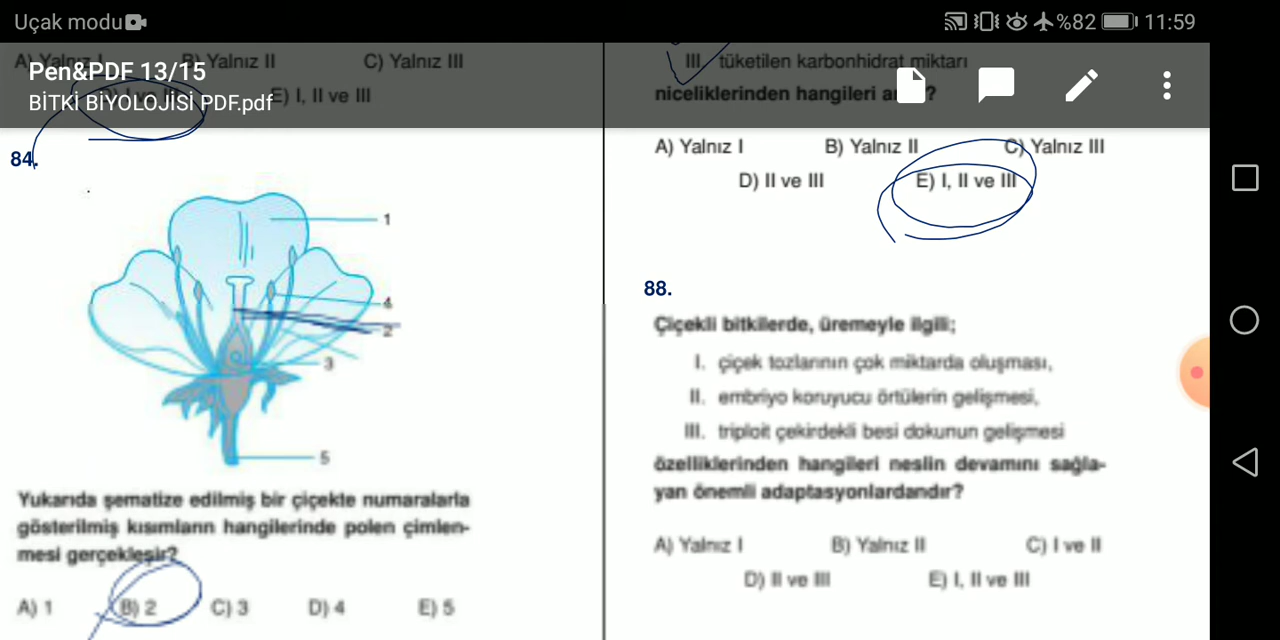 Uçak modu %82 11:59
Pen&PDF 13/15
BİTKİ BİYOLOJİSİ PDF.pdf
A) Yalnız I B) Yalnız II C) Yalnız III
E) I, II ve III
84.
1
4
2
3
5
Yukarıda şematize edilmiş bir çiçekte numaralarla
gösterilmiş kısımların hangilerinde polen çimlen-
mesi gerçekleşir?
A) 1 B) 2 C) 3 D) 4 E) 5
III. tüketilen karbonhidrat miktarı
niceliklerinden hangileri ?
A) Yalnız I B) Yalnız II C) Yalnız III
D) II ve III E) I, II ve III
88.
Çiçekli bitkilerde, üremeyle ilgili;
I. çiçek tozlarının çok miktarda oluşması,
II. embriyo koruyucu örtülerin gelişmesi,
III. triploit çekirdekli besi dokunun gelişmesi
özelliklerinden hangileri neslin devamını sağla-
yan önemli adaptasyonlardandır?
A) Yalnız I B) Yalnız II C) I ve II
D) II ve III E) I, II ve III